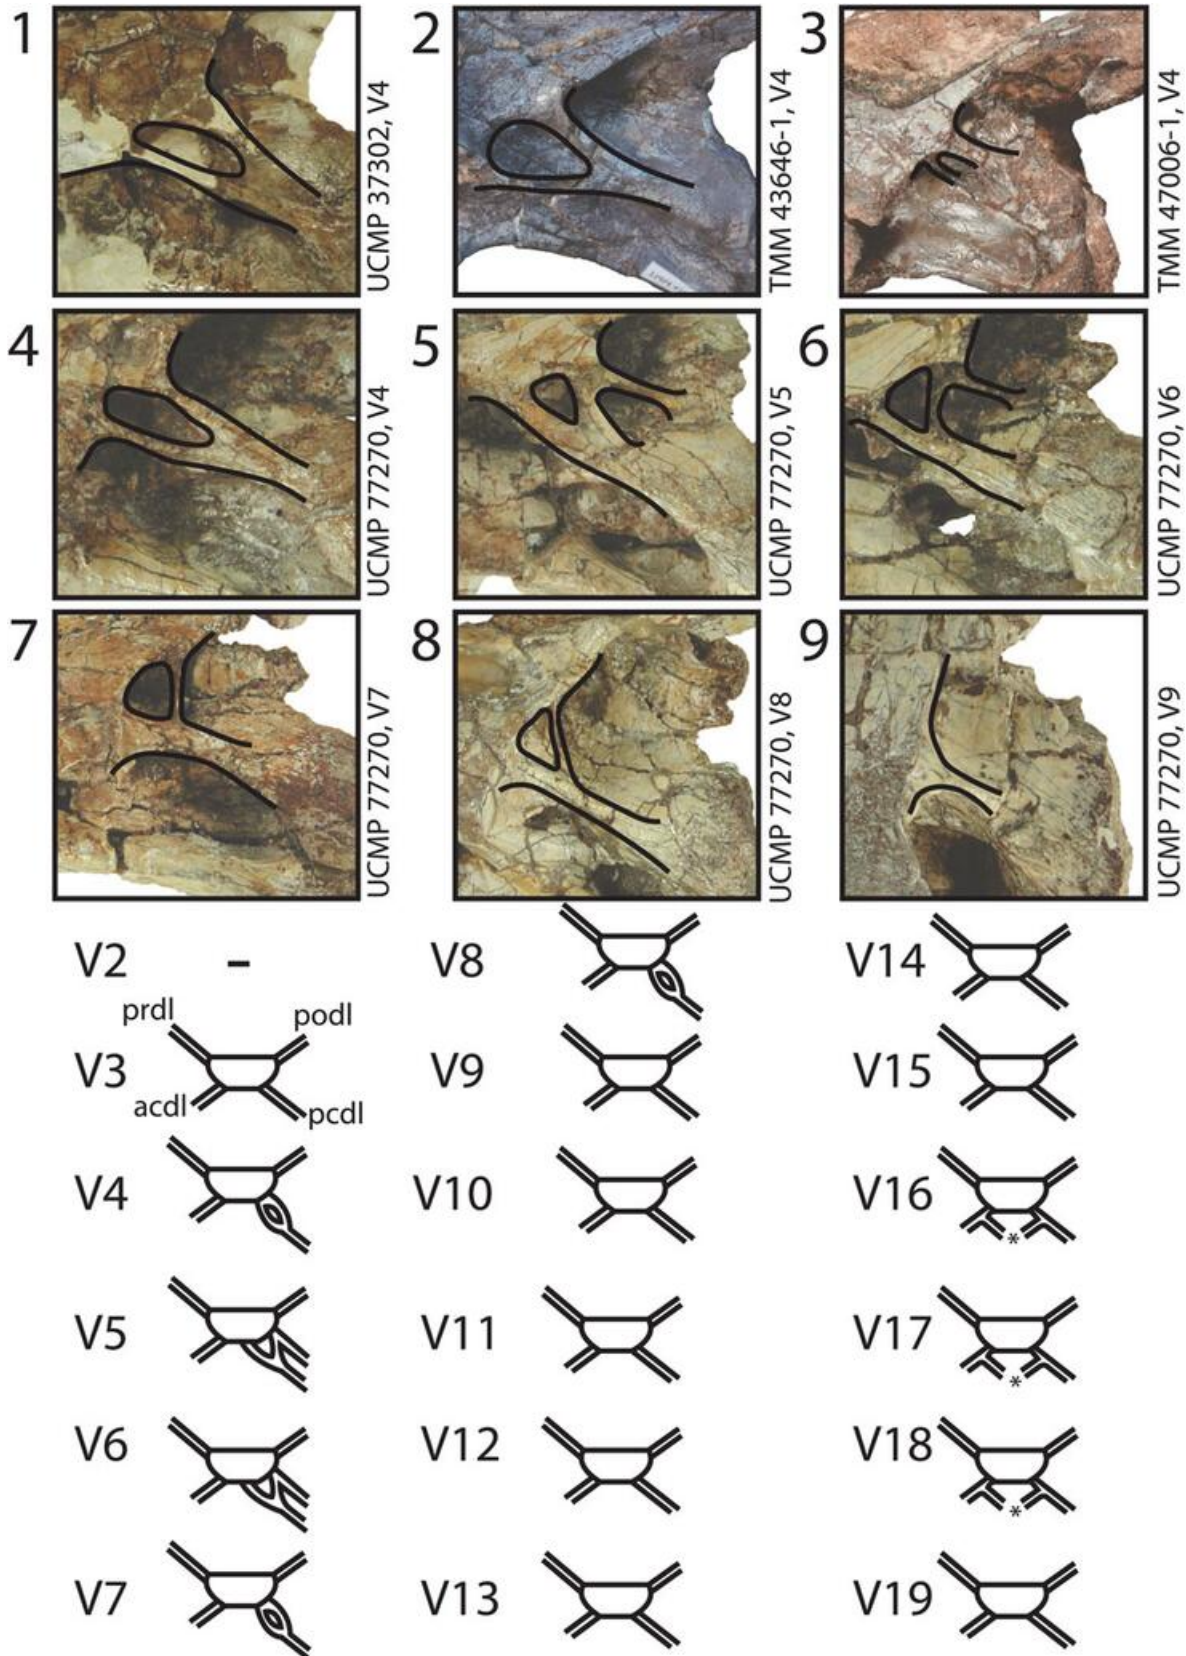 1
UCMP 37302, V4
2
TMM 43646-1, V4
3
TMM 47006-1, V4
4
UCMP 77270, V4
5
UCMP 77270, V5
6
UCMP 77270, V6
7
UCMP 77270, V7
8
UCMP 77270, V8
9
UCMP 77270, V9
V2 -
prdl podl
V3
acdl pcdl
V4
V5
V6
V7
V8
V9
V10
V11
V12
V13
V14
V15
V16
*
V17
*
V18
*
V19